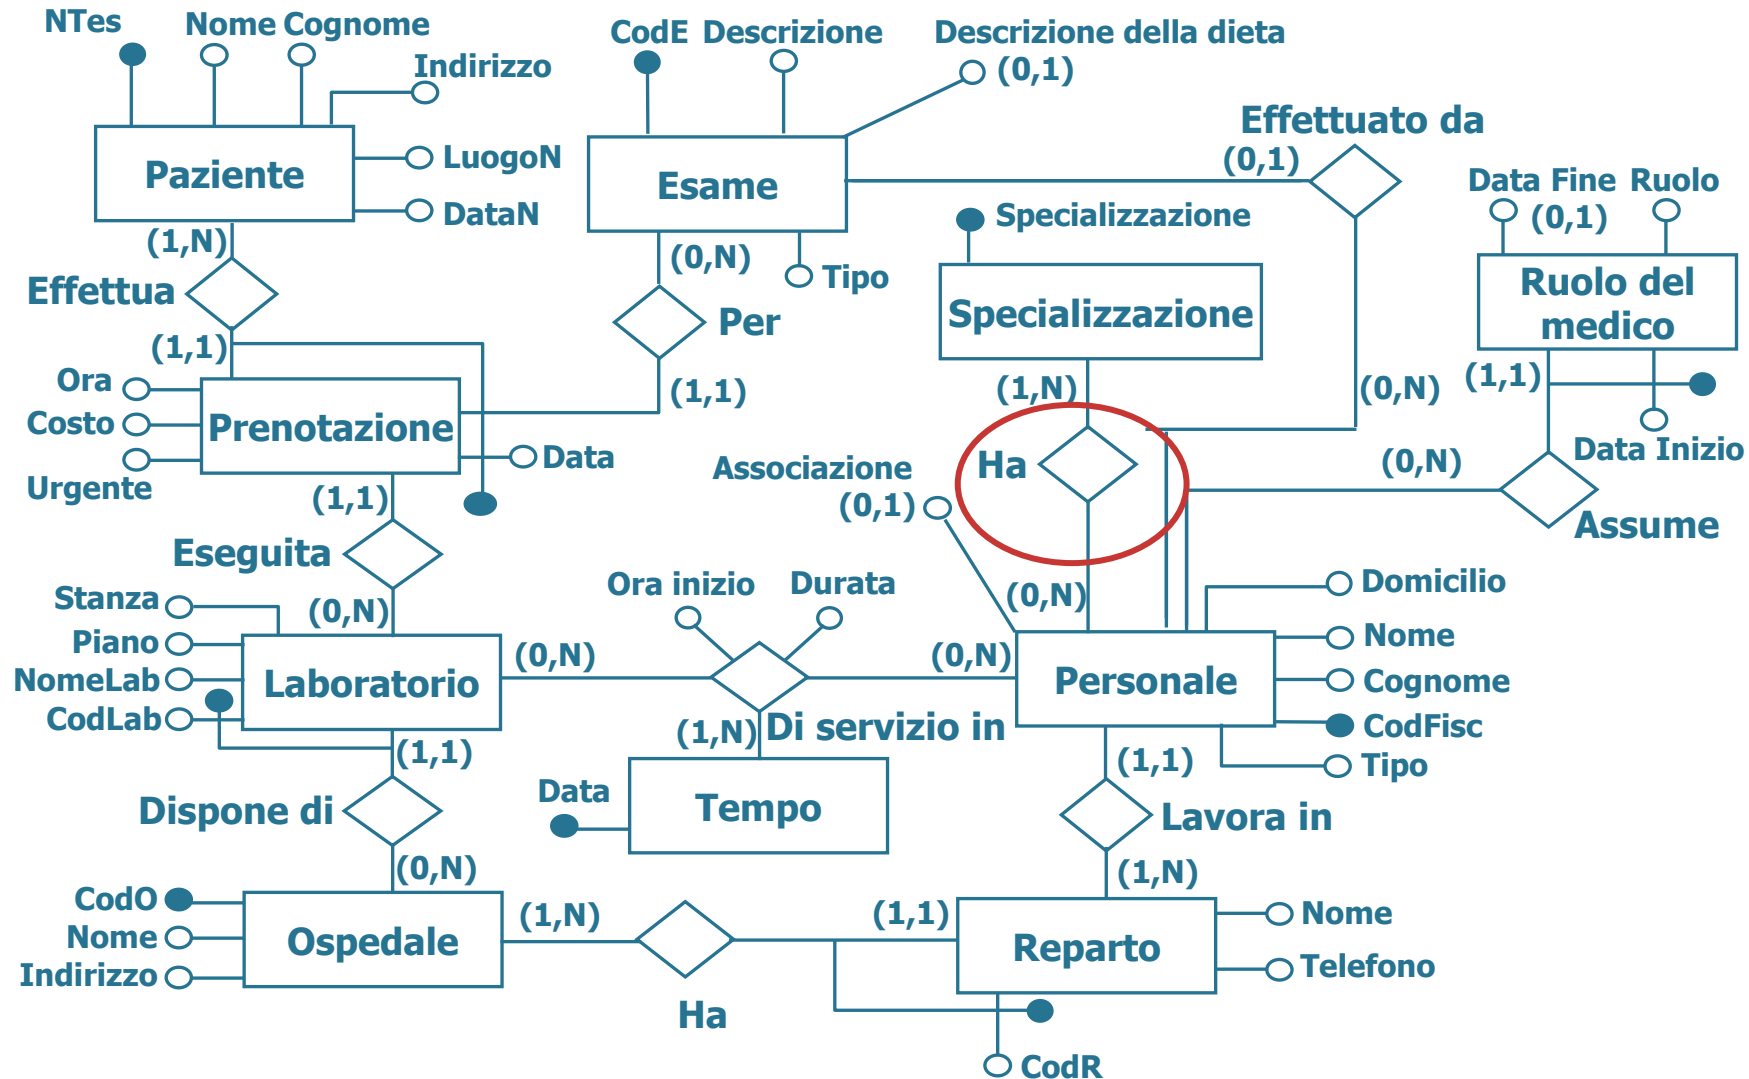 NTes
Nome Cognome
Indirizzo
Paziente
LuogoN
DataN
(1,N)
Effettua
(1,1)
CodE Descrizione
Descrizione della dieta
(0,1)
Esame
(0,N)
Tipo
Per
(1,1)
Effettuato da
(0,1)
(0,N)
Specializzazione
Specializzazione
(1,N)
Ha
(0,N)
Data Fine Ruolo
(0,1)
Ruolo del
medico
(1,1)
Data Inizio
(0,N)
Assume
Ora
Costo
Urgente
Prenotazione
Data
(1,1)
Eseguita
(0,N)
Associazione
(0,1)
Stanza
Piano
NomeLab
CodLab
Laboratorio
(0,N)
Ora inizio
Durata
(0,N)
Di servizio in
(1,N)
Data
Tempo
Personale
Domicilio
Nome
Cognome
CodFisc
Tipo
(1,1)
Dispone di
(0,N)
(1,1)
Lavora in
(1,N)
CodO
Nome
Indirizzo
Ospedale
(1,N)
Ha
(1,1)
Reparto
Nome
Telefono
CodR